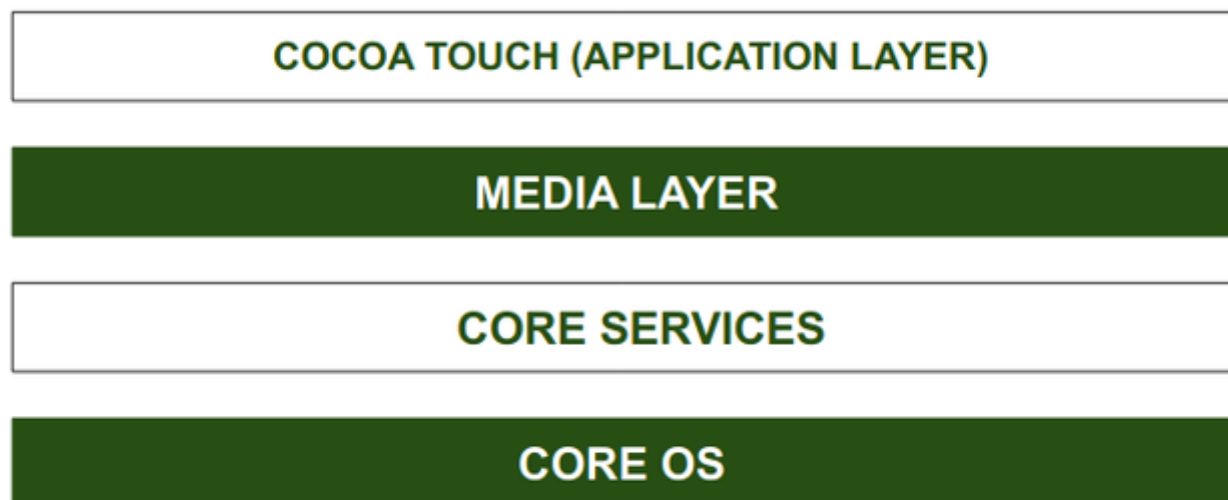 COCOA TOUCH (APPLICATION LAYER)
MEDIA LAYER
CORE SERVICES
CORE OS